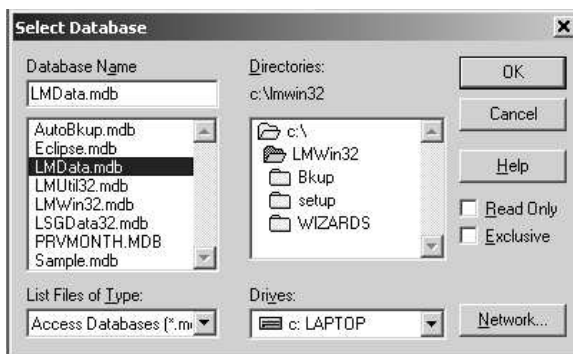 Select Database
Database Name
LMData.mdb
AutoBkup.mdb
Eclipse.mdb
LMData.mdb
LMUtil32.mdb
LMWin32.mdb
LSGData32.mdb
PRVMONTH.MDB
Sample.mdb
List Files of Type:
Access Databases (*.m
Directories:
c:\lmwin32
c:\
LMWin32
Bkup
setup
WIZARDS
Drives:
c: LAPTOP
OK
Cancel
Help
Read Only
Exclusive
Network...